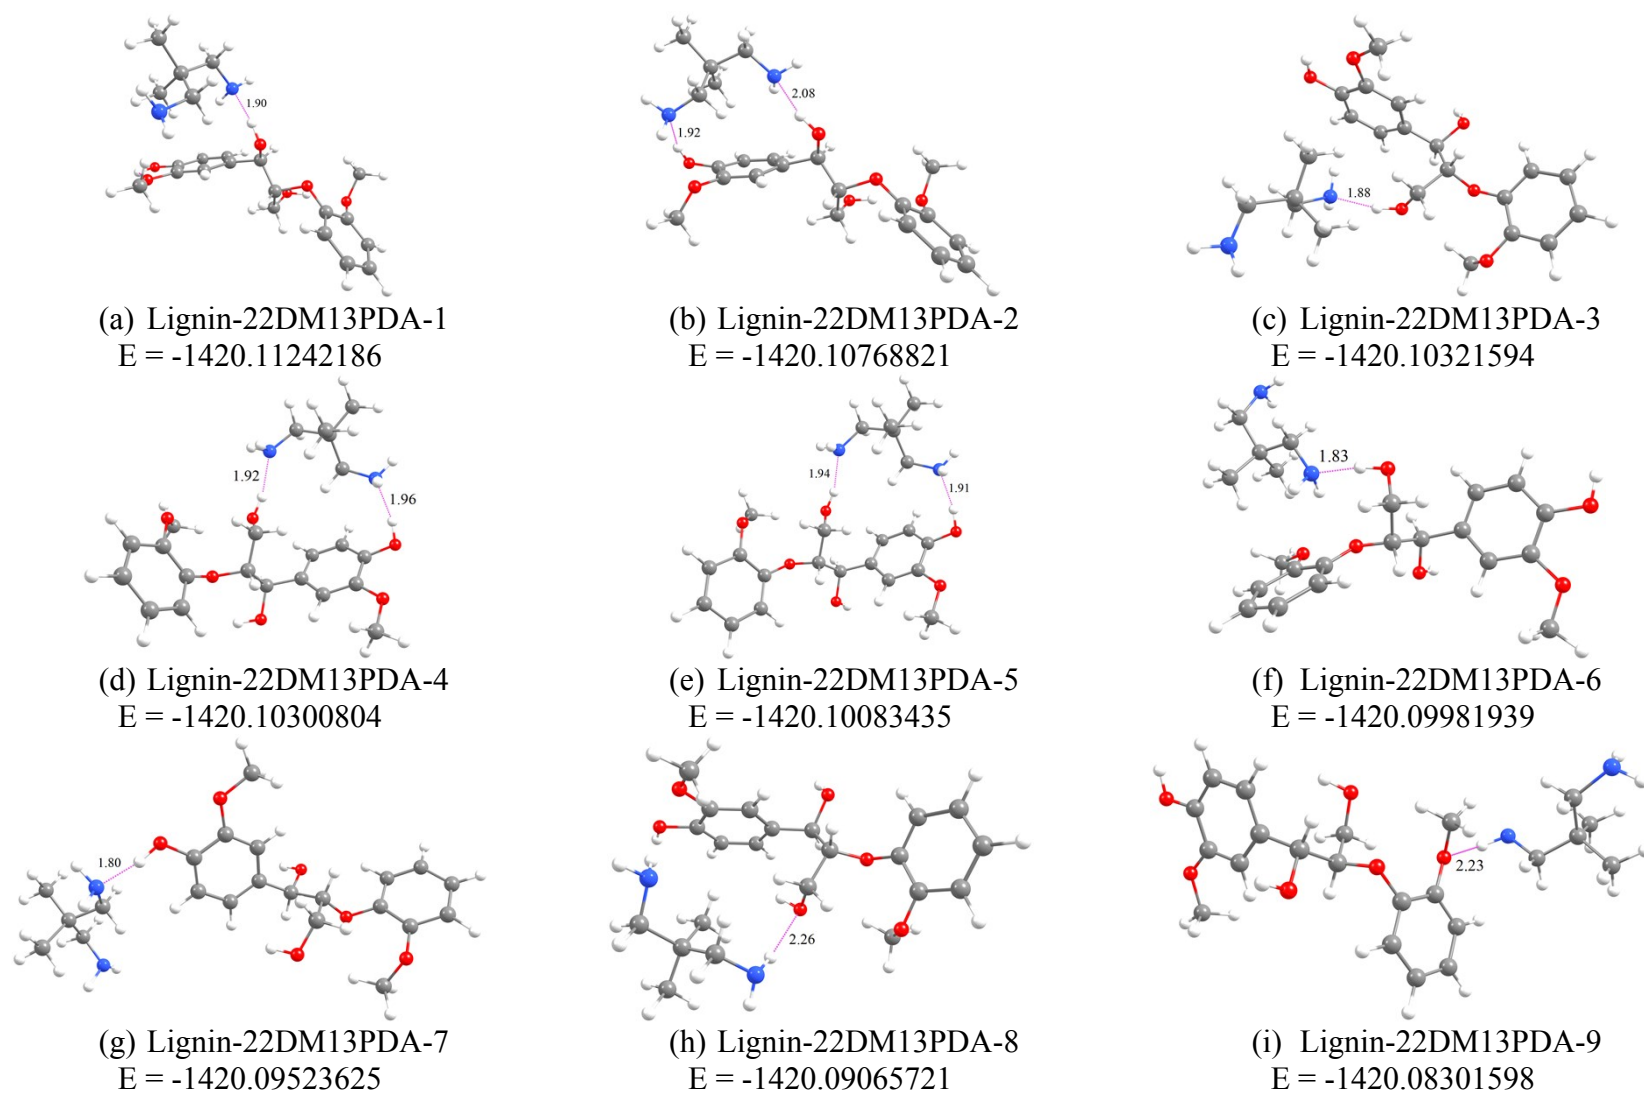 1.90
2.08
1.92
1.88
(a) Lignin-22DM13PDA-1
E = -1420.11242186
(b) Lignin-22DM13PDA-2
E = -1420.10768821
(c) Lignin-22DM13PDA-3
E = -1420.10321594
1.92
1.96
1.94
1.91
1.83
(d) Lignin-22DM13PDA-4
E = -1420.10300804
(e) Lignin-22DM13PDA-5
E = -1420.10083435
(f) Lignin-22DM13PDA-6
E = -1420.09981939
1.80
2.26
2.23
(g) Lignin-22DM13PDA-7
E = -1420.09523625
(h) Lignin-22DM13PDA-8
E = -1420.09065721
(i) Lignin-22DM13PDA-9
E = -1420.08301598